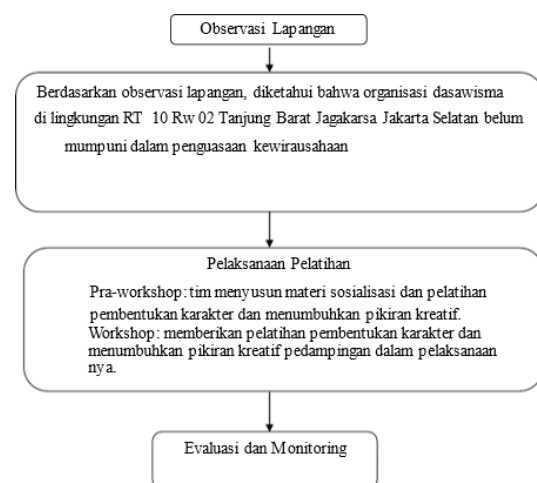 Observasi Lapangan
Berdasarkan observasi lapangan, diketahui bahwa organisasi dasawisma
di lingkungan RT 10 Rw 02 Tanjung Barat Jagakarsa Jakarta Selatan belum
mumpuni dalam penguasaan kewirausahaan
Pelaksanaan Pelatihan
Pra-workshop: tim menyusun materi sosialisasi dan pelatihan
pembentukan karakter dan menumbuhkan pikiran kreatif.
Workshop: memberikan pelatihan pembentukan karakter dan
menumbuhkan pikiran kreatif pedampingan dalam pelaksanaan
nya.
Evaluasi dan Monitoring